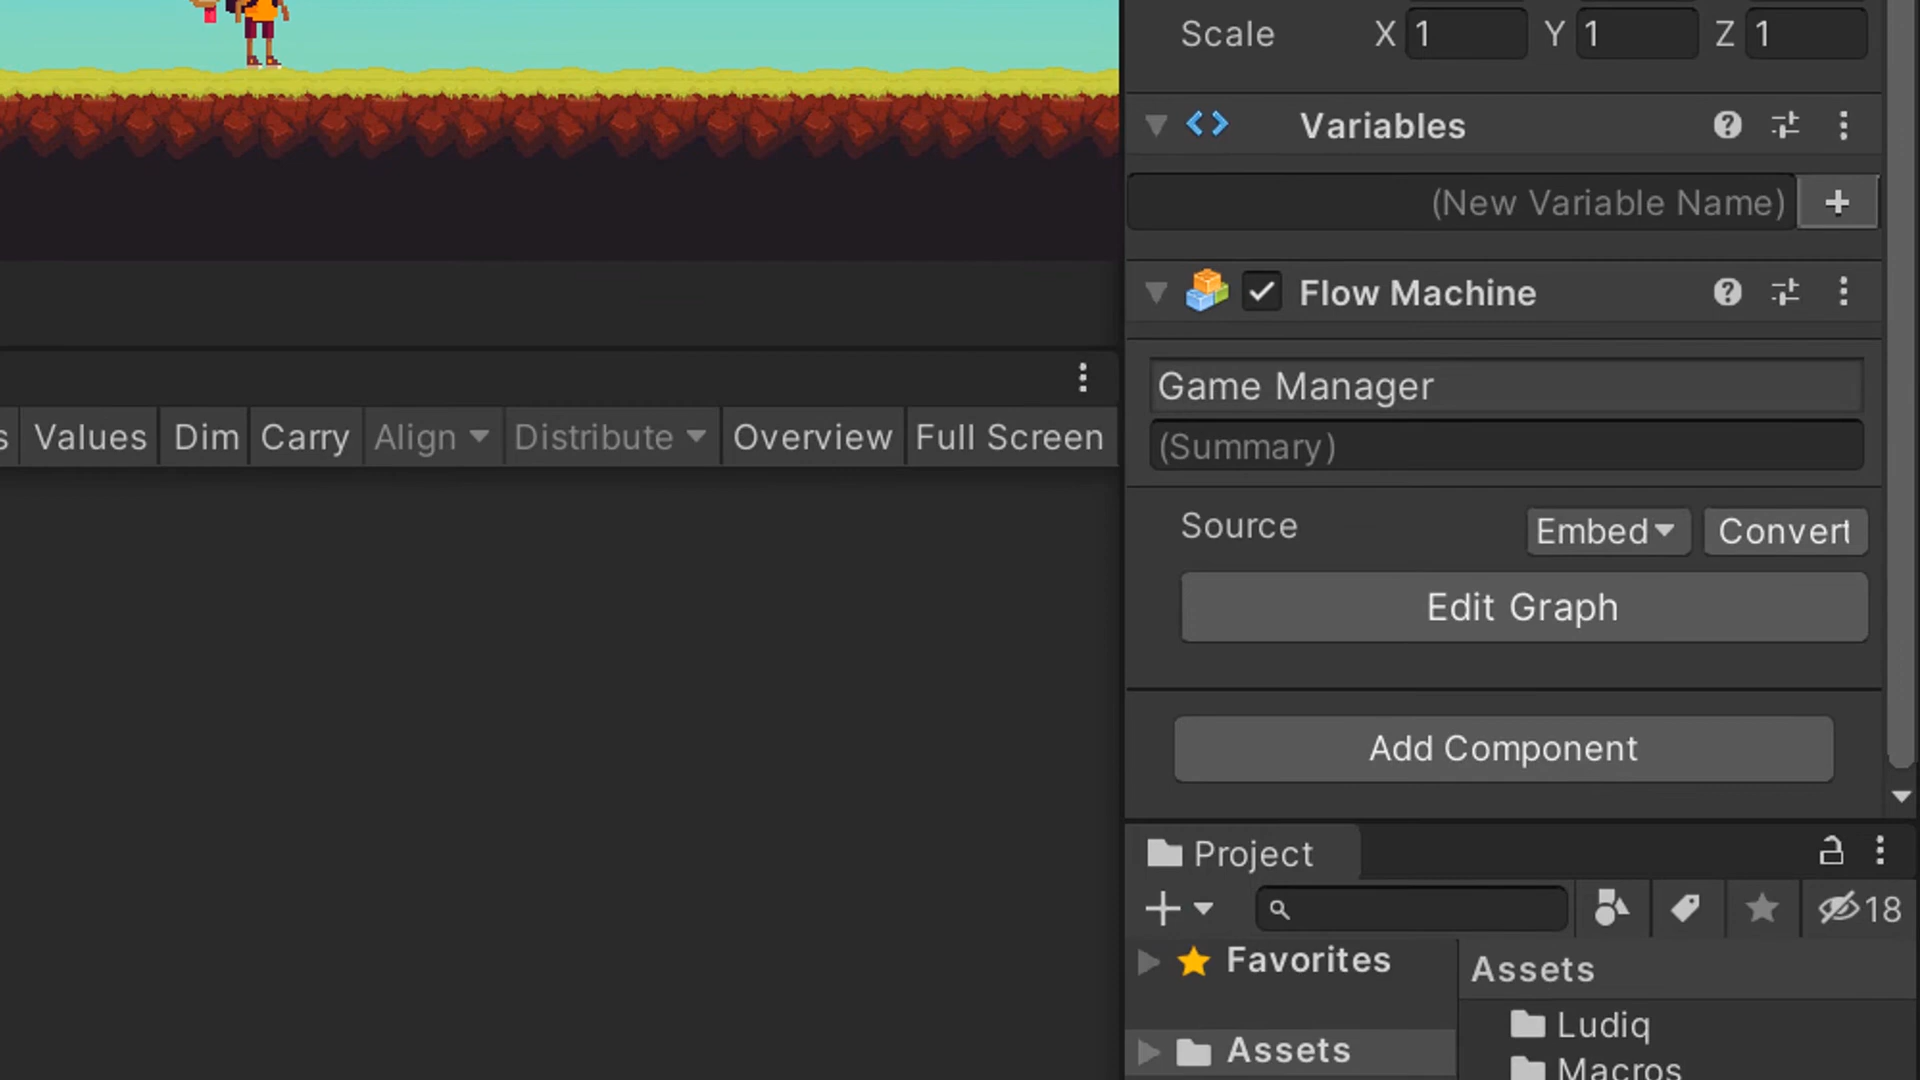 Scale X 1 Y 1 Z 1
Variables
(New Variable Name) +
Flow Machine
Game Manager
(Summary)
Values Dim Carry Align Distribute Overview Full Screen
Source Embed Convert
Edit Graph
Add Component
Project
18
Favorites
Assets
Assets
Ludiq
Macros